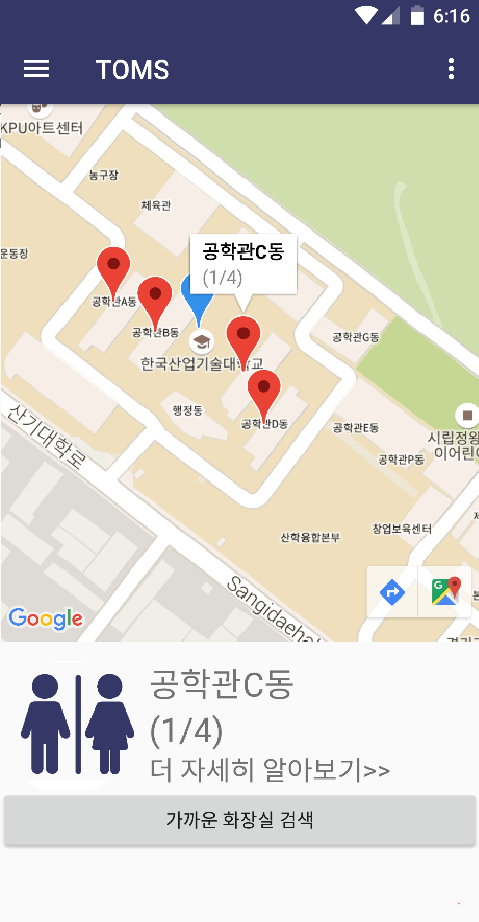 6:16
TOMS
KPU아트센터
농구장
체육관
운동장
공학관C동
(1/4)
공학관A동
공학관B동
공학관G동
한국산업기술대학교
행정동
공학관D동
공학관E동
시립정왕
어린이
공학관P동
산기대학로
창업보육센터
산학융합본부
Sangidaehak
Google
공학관C동
(1/4)
더 자세히 알아보기>>
가까운 화장실 검색